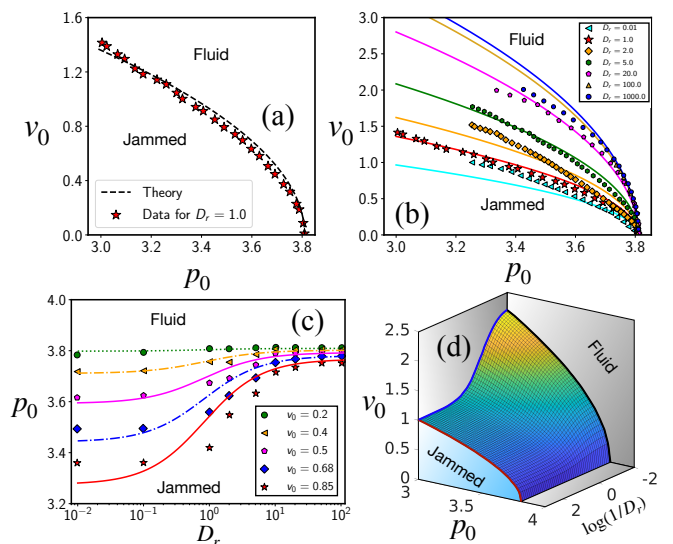 1.6
1.2
0.8
0.4
0.0
v₀
Fluid
Jammed
(a)
Theory
Data for Dᵣ = 1.0
3.0 3.2 3.4 3.6 3.8
p₀
3.0
2.5
2.0
1.5
1.0
0.5
0.0
v₀
Fluid
Jammed
(b)
Dᵣ = 0.01
Dᵣ = 1.0
Dᵣ = 2.0
Dᵣ = 5.0
Dᵣ = 20.0
Dᵣ = 100.0
Dᵣ = 1000.0
3.0 3.2 3.4 3.6 3.8
p₀
4.0
3.8
3.6
3.4
3.2
p₀
Fluid
(c)
Jammed
v₀ = 0.2
v₀ = 0.4
v₀ = 0.5
v₀ = 0.68
v₀ = 0.85
10⁻² 10⁻¹ 10⁰ 10¹ 10²
Dᵣ
(d)
2.5
2
1.5
1
0.5
0
v₀
Fluid
Jammed
3 3.5 4
p₀
-2
0
2
log(1/Dᵣ)